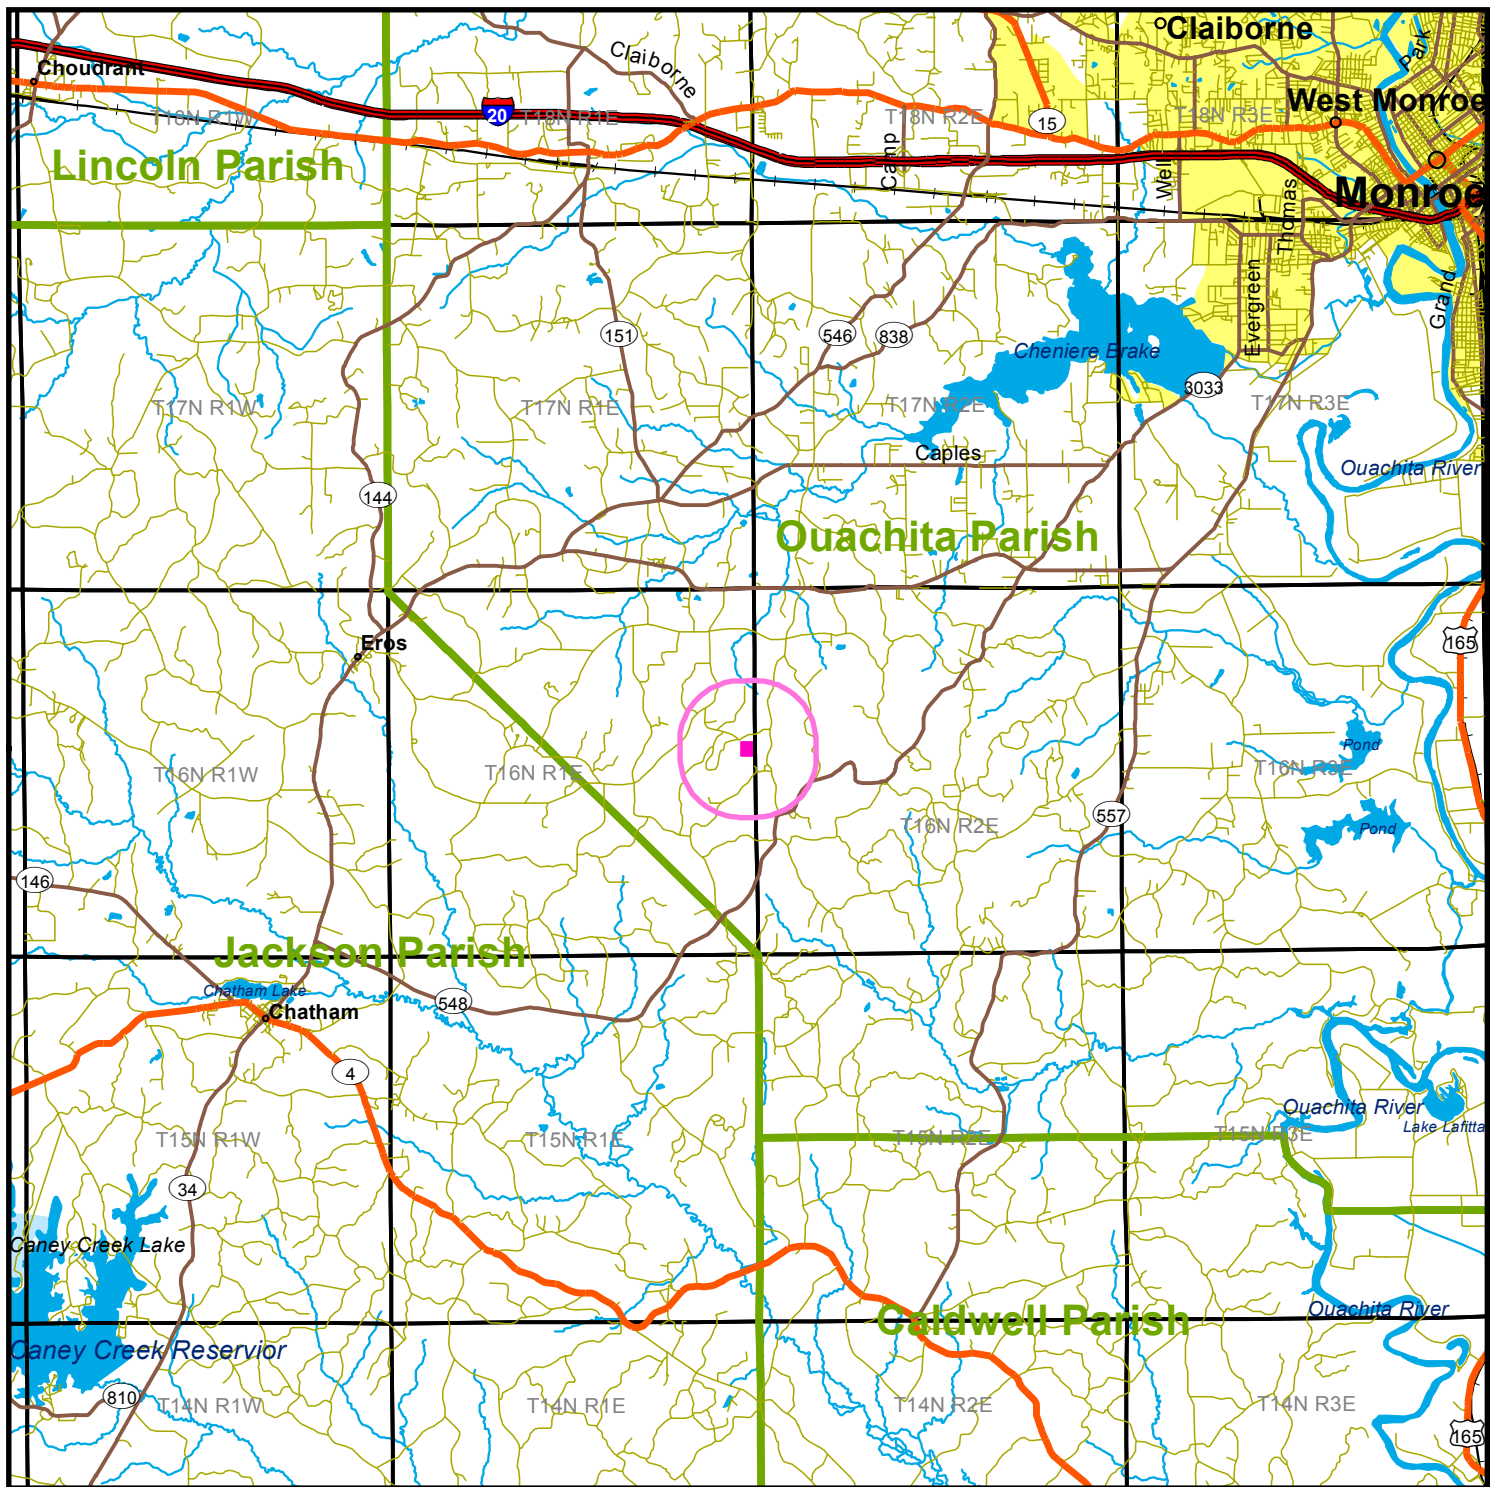 Claiborne
Park
Claiborne
Choudrant
West Monroe
20
T18N R1W
T18N R1E
T18N R2E
15
T18N R3E
Camp
Well
Lincoln Parish
Thomas
Monroe
Evergreen
Grand
151
546
838
Cheniere Brake
3033
T17N R1W
T17N R1E
T17N R2E
T17N R3E
Caples
Ouachita River
144
Ouachita Parish
Eros
165
Pond
T16N R1W
T16N R1E
T16N R3E
557
T16N R2E
Pond
146
Jackson Parish
Chatham Lake
548
Chatham
4
Ouachita River
Lake Lafitta
T15N R1W
T15N R1E
T15N R2E
T15N R3E
34
Caney Creek Lake
Ouachita River
Caldwell Parish
Caney Creek Reservior
810
T14N R1W
T14N R1E
T14N R2E
T14N R3E
165